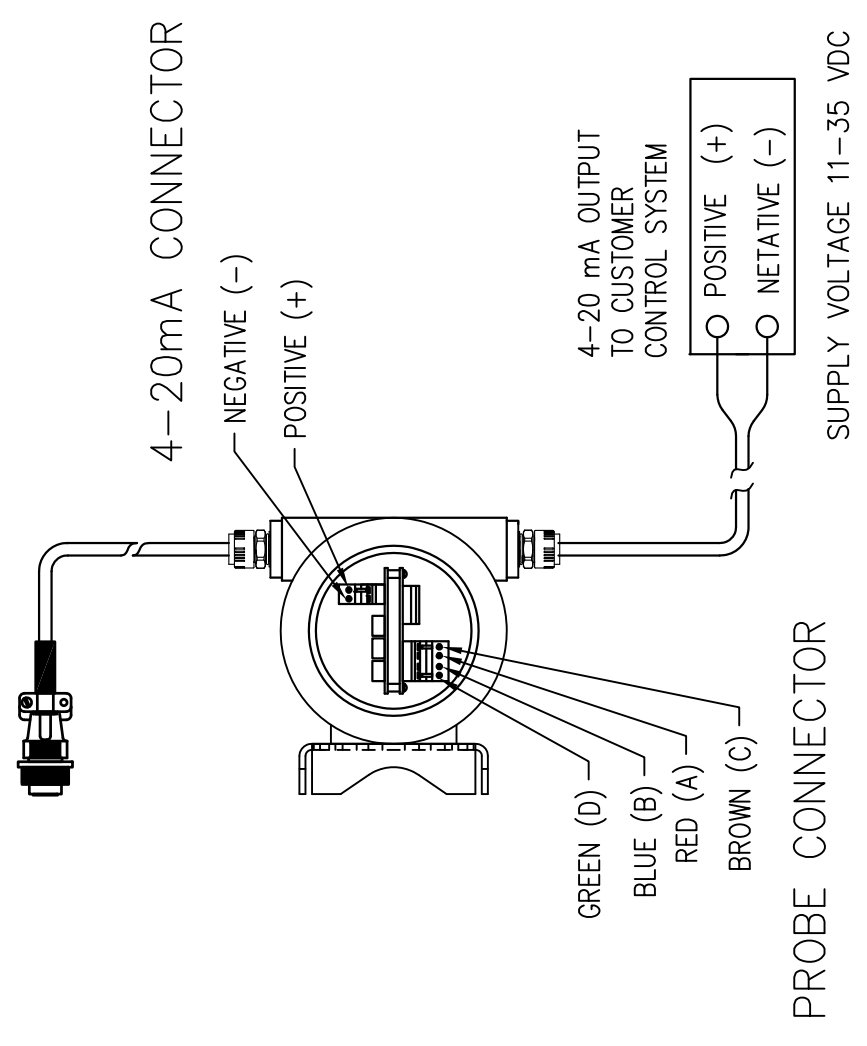 4-20mA CONNECTOR
NEGATIVE (-)
POSITIVE (+)
4-20 mA OUTPUT
TO CUSTOMER
CONTROL SYSTEM
POSITIVE (+)
NETATIVE (-)
SUPPLY VOLTAGE 11-35 VDC
GREEN (D)
BLUE (B)
RED (A)
BROWN (C)
PROBE CONNECTOR